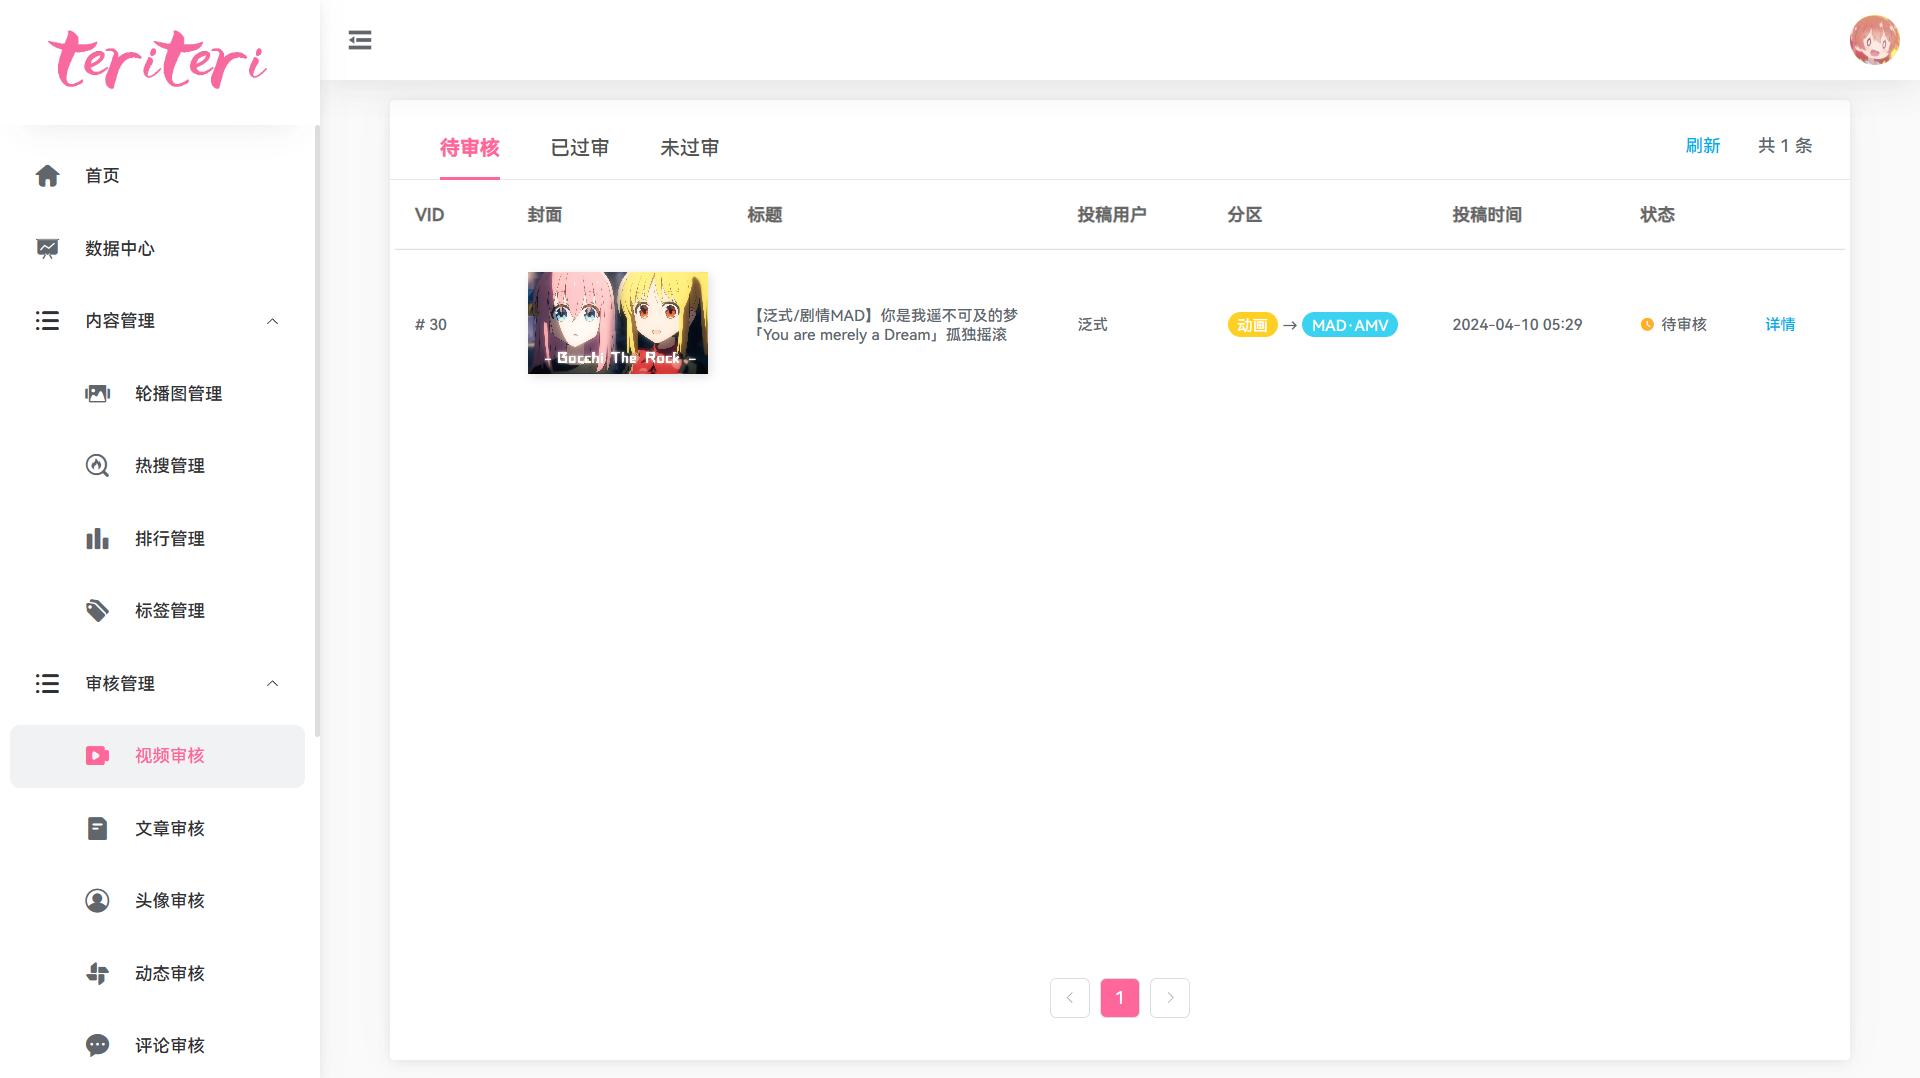 teriteri
首页
数据中心
内容管理
轮播图管理
热搜管理
排行管理
标签管理
审核管理
视频审核
文章审核
头像审核
动态审核
评论审核
待审核 已过审 未过审 刷新 共 1 条
VID 封面 标题 投稿用户 分区 投稿时间 状态
# 30
- Bocchi The Rock -
【泛式/剧情MAD】你是我遥不可及的梦
「You are merely a Dream」孤独摇滚
泛式
动画 → MAD·AMV
2024-04-10 05:29
待审核
详情
1